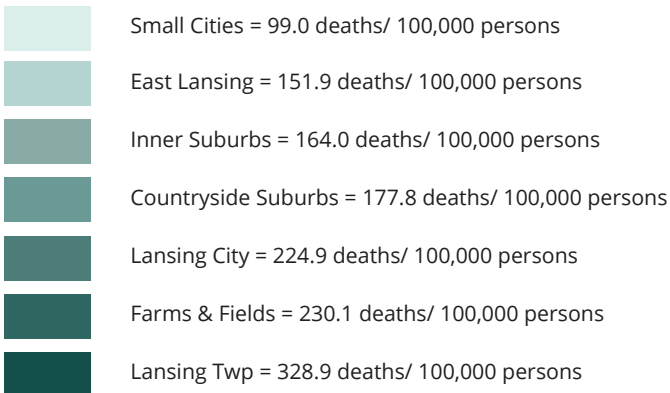 Small Cities = 99.0 deaths/ 100,000 persons
East Lansing = 151.9 deaths/ 100,000 persons
Inner Suburbs = 164.0 deaths/ 100,000 persons
Countryside Suburbs = 177.8 deaths/ 100,000 persons
Lansing City = 224.9 deaths/ 100,000 persons
Farms & Fields = 230.1 deaths/ 100,000 persons
Lansing Twp = 328.9 deaths/ 100,000 persons